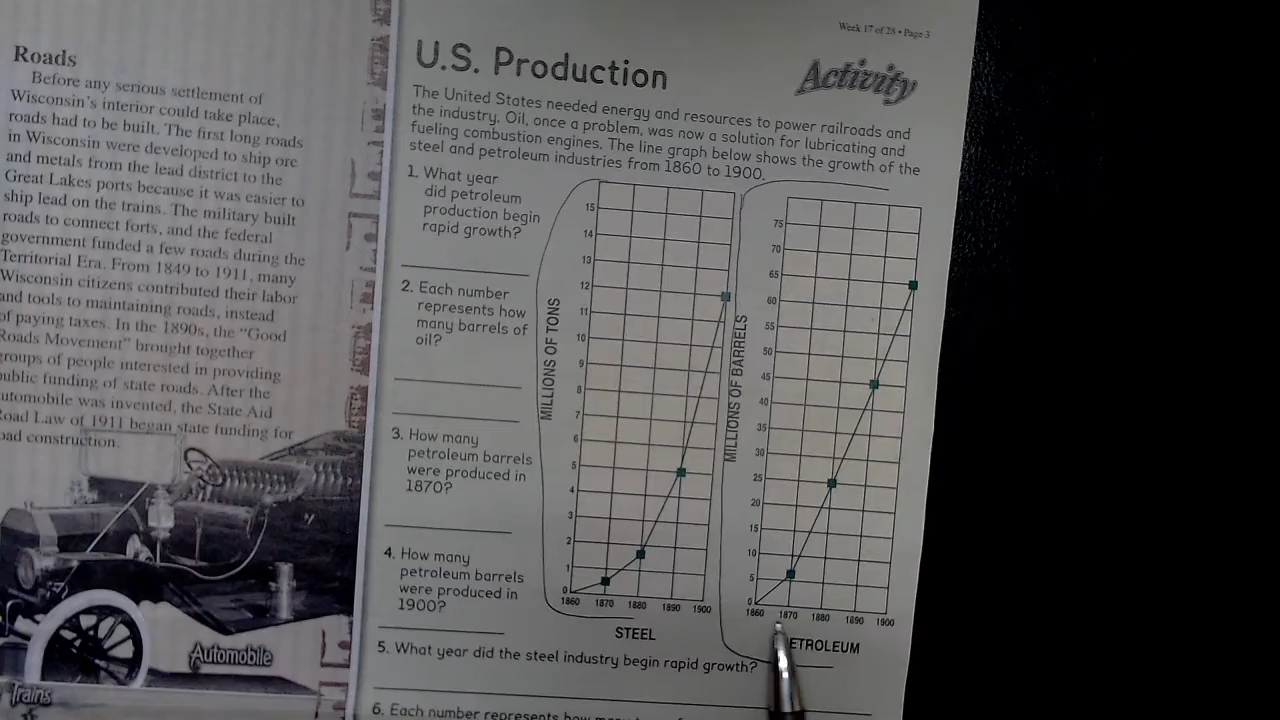 Roads
Before any serious settlement of
Wisconsin's interior could take place,
roads had to be built. The first long roads
in Wisconsin were developed to ship ore
and metals from the lead district to the
Great Lakes ports because it was easier to
ship lead on the trains. The military built
roads to connect forts, and the federal
government funded a few roads during the
Territorial Era. From 1849 to 1911, many
Wisconsin citizens contributed their labor
and tools to maintaining roads, instead
of paying taxes. In the 1890s, the “Good
Roads Movement” brought together
groups of people interested in providing
public funding of state roads. After the
automobile was invented, the State Aid
Road Law of 1911 began state funding for
road construction.
Automobile
Trains
Week 17 of 28 • Page 3
U.S. Production
Activity
The United States needed energy and resources to power railroads and
the industry. Oil, once a problem, was now a solution for lubricating and
fueling combustion engines. The line graph below shows the growth of the
steel and petroleum industries from 1860 to 1900.
1. What year
did petroleum
production begin
rapid growth?
2. Each number
represents how
many barrels of
oil?
3. How many
petroleum barrels
were produced in
1870?
4. How many
petroleum barrels
were produced in
1900?
MILLIONS OF TONS
15
14
13
12
11
10
9
8
7
6
5
4
3
2
1
0
1860 1870 1880 1890 1900
STEEL
MILLIONS OF BARRELS
75
70
65
60
55
50
45
40
35
30
25
20
15
10
5
0
1860 1870 1880 1890 1900
ETROLEUM
5. What year did the steel industry begin rapid growth?
6. Each number represents how many